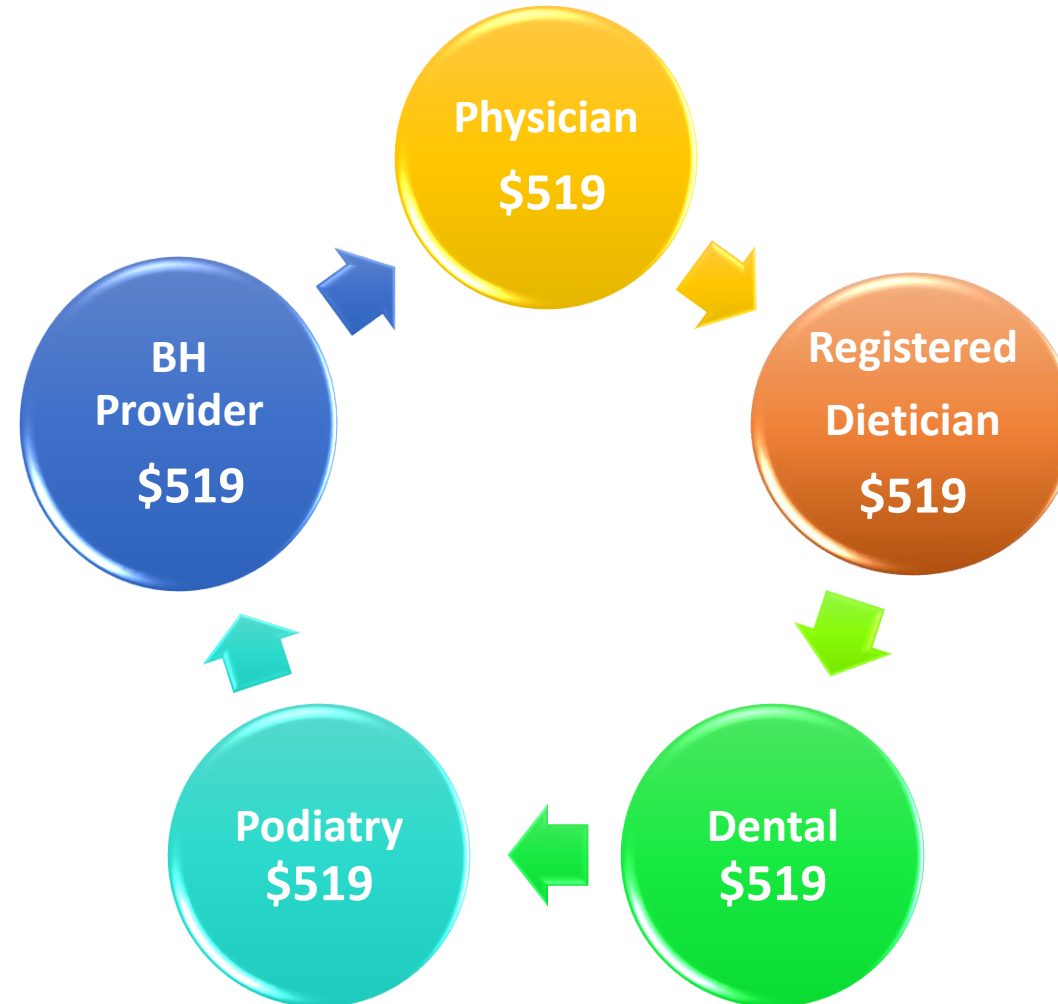 Physician
$519
Registered
Dietician
$519
Dental
$519
Podiatry
$519
BH
Provider
$519